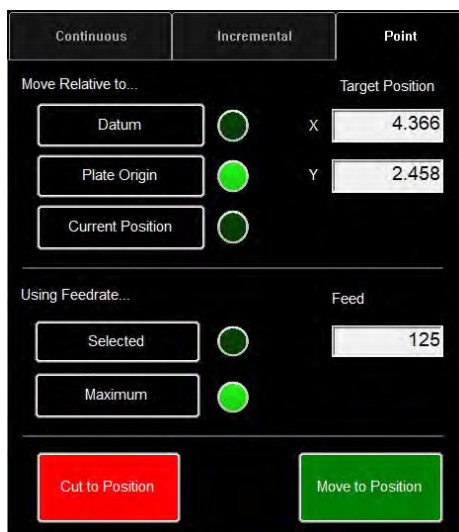 Continuous Incremental Point
Move Relative to... Target Position
Datum X 4.366
Plate Origin Y 2.458
Current Position
Using Feedrate... Feed
Selected 125
Maximum
Cut to Position Move to Position